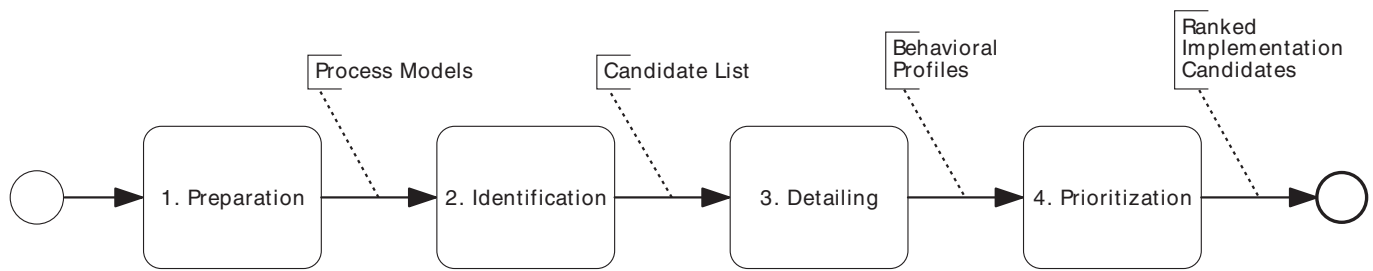 Process Models
Candidate List
Behavioral
Profiles
Ranked
Implementation
Candidates
1. Preparation
2. Identification
3. Detailing
4. Prioritization